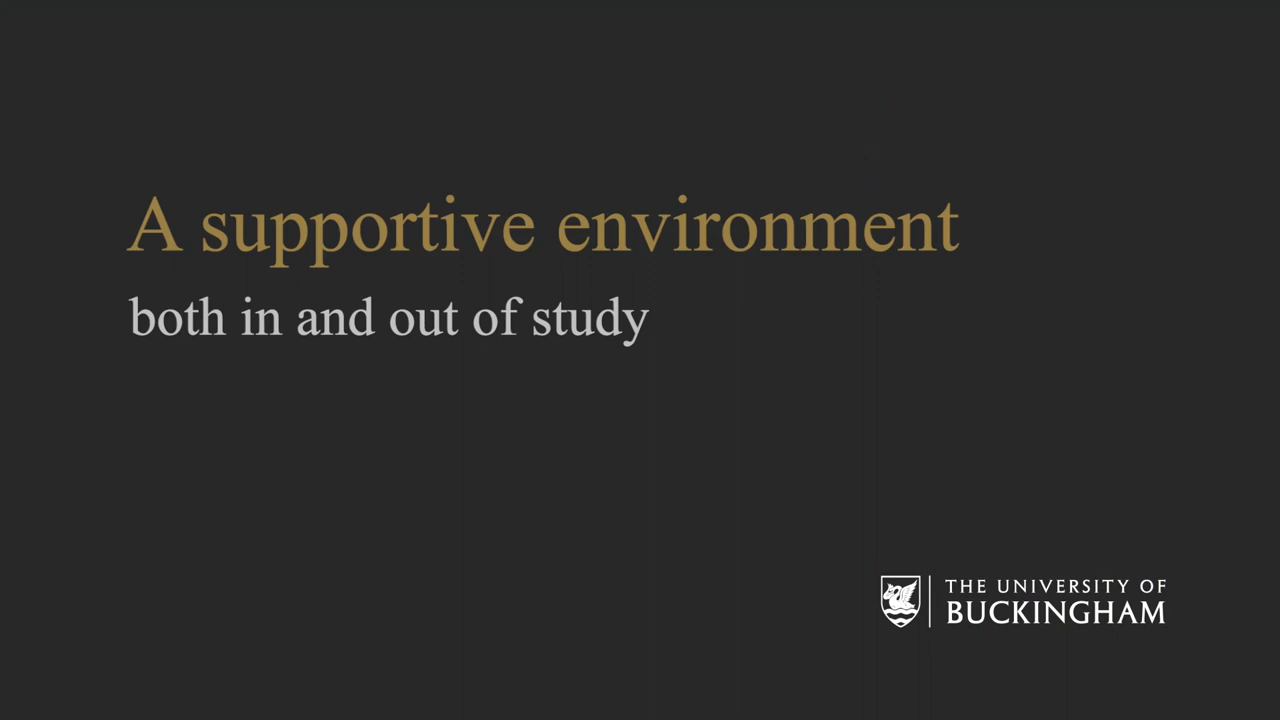 A supportive environment
both in and out of study
THE UNIVERSITY OF
BUCKINGHAM